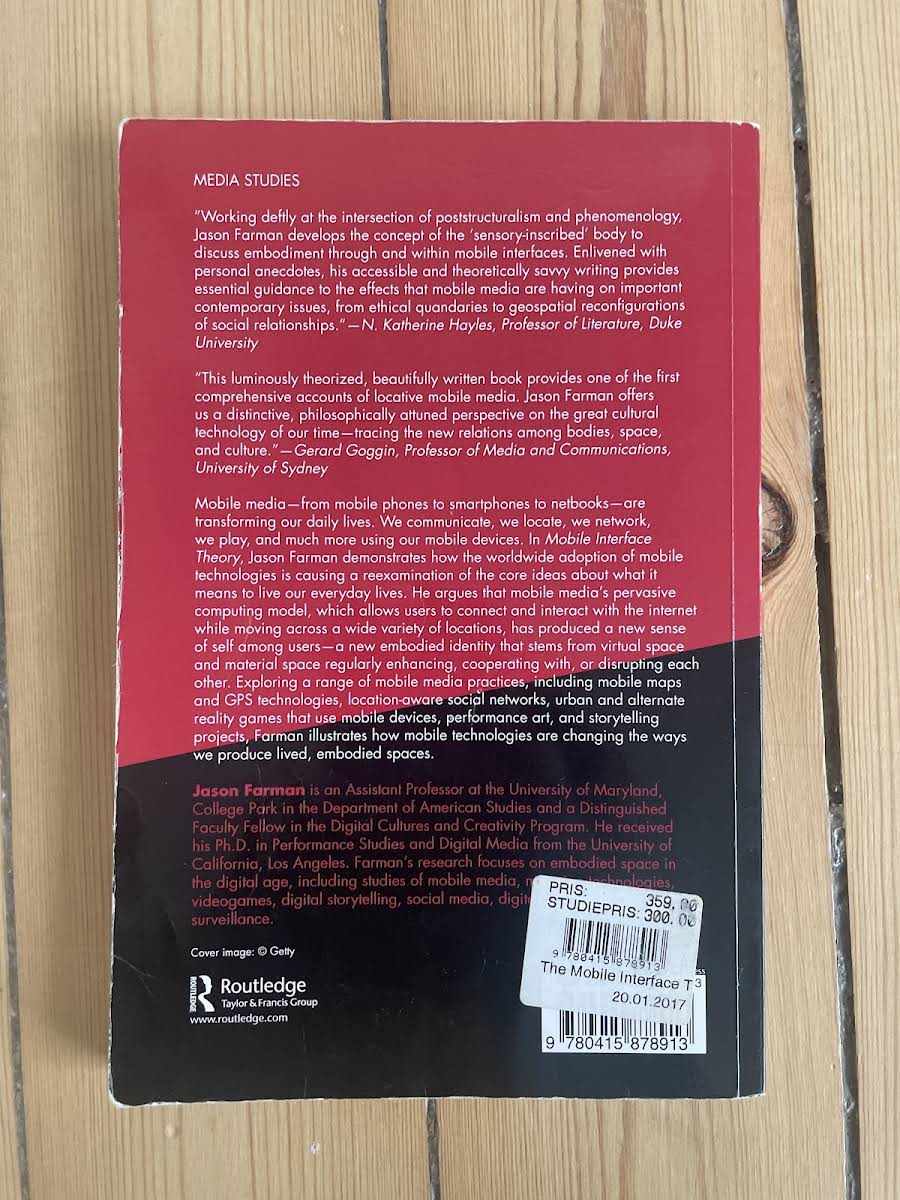 MEDIA STUDIES
"Working deftly at the intersection of poststructuralism and phenomenology,
Jason Farman develops the concept of the 'sensory-inscribed' body to
discuss embodiment through and within mobile interfaces. Enlivened with
personal anecdotes, his accessible and theoretically savvy writing provides
essential guidance to the effects that mobile media are having on important
contemporary issues, from ethical quandaries to geospatial reconfigurations
of social relationships."—N. Katherine Hayles, Professor of Literature, Duke
University
"This luminously theorized, beautifully written book provides one of the first
comprehensive accounts of locative mobile media. Jason Farman offers
us a distinctive, philosophically attuned perspective on the great cultural
technology of our time—tracing the new relations among bodies, space,
and culture."—Gerard Goggin, Professor of Media and Communications,
University of Sydney
Mobile media—from mobile phones to smartphones to netbooks—are
transforming our daily lives. We communicate, we locate, we network,
we play, and much more using our mobile devices. In Mobile Interface
Theory, Jason Farman demonstrates how the worldwide adoption of mobile
technologies is causing a reexamination of the core ideas about what it
means to live our everyday lives. He argues that mobile media's pervasive
computing model, which allows users to connect and interact with the internet
while moving across a wide variety of locations, has produced a new sense
of self among users—a new embodied identity that stems from virtual space
and material space regularly enhancing, cooperating with, or disrupting each
other. Exploring a range of mobile media practices, including mobile maps
and GPS technologies, location-aware social networks, urban and alternate
reality games that use mobile devices, performance art, and storytelling
projects, Farman illustrates how mobile technologies are changing the ways
we produce lived, embodied spaces.
Jason Farman is an Assistant Professor at the University of Maryland,
College Park in the Department of American Studies and a Distinguished
Faculty Fellow in the Digital Cultures and Creativity Program. He received
his Ph.D. in Performance Studies and Digital Media from the University of
California, Los Angeles. Farman's research focuses on embodied space in
the digital age, including studies of mobile media, technologies,
videogames, digital storytelling, social media,
surveillance.
Cover image: © Getty
ROUTLEDGE
Routledge
Taylor & Francis Group
www.routledge.com
PRIS: 359, 00
STUDIEPRIS: 300. 00
9 780415 878913
The Mobile Interface T
3
20.01.2017
9 780415 878913